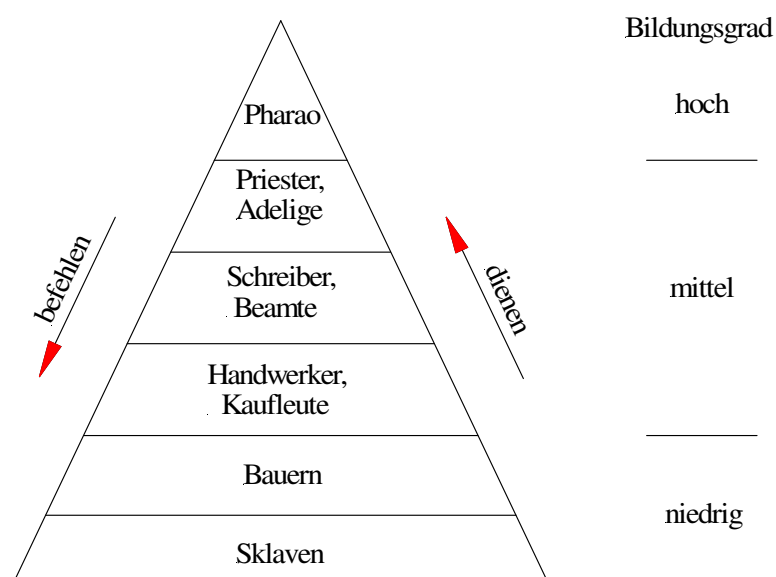 Bildungsgrad
Pharao
hoch
Priester,
Adelige
befehlen
dienen
Schreiber,
Beamte
mittel
Handwerker,
Kaufleute
Bauern
niedrig
Sklaven